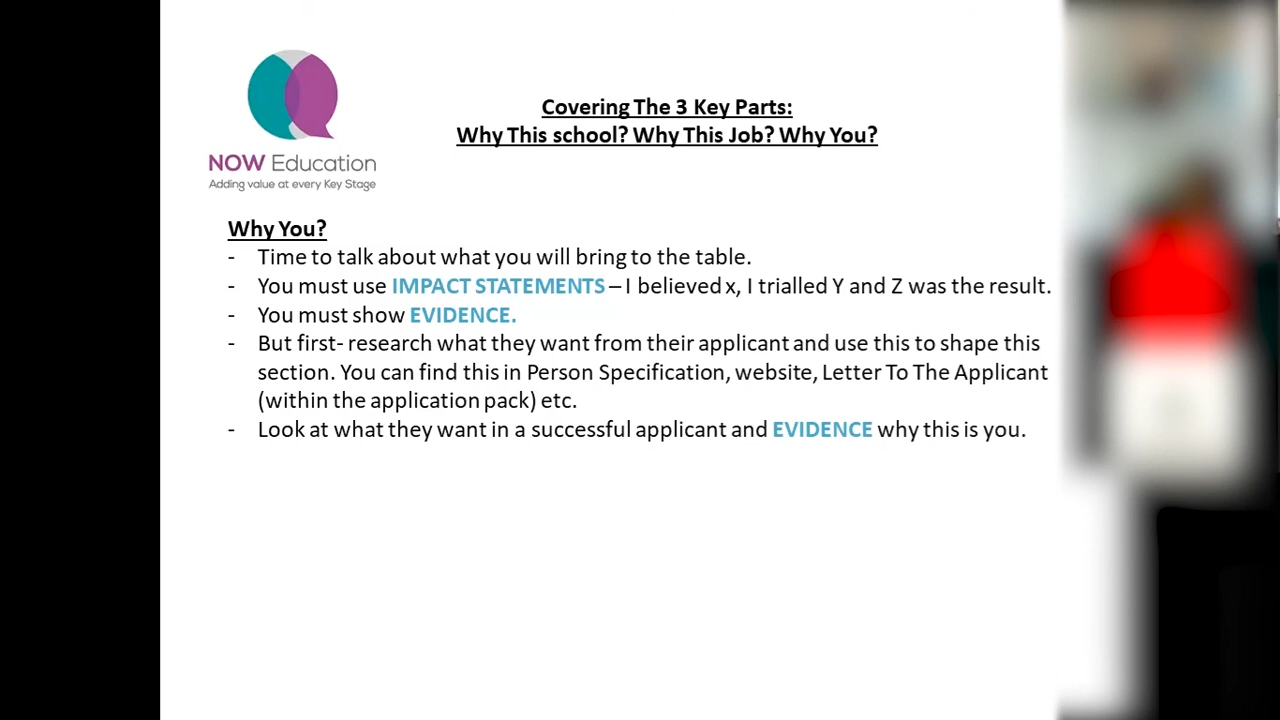 NOW Education
Adding value at every Key Stage
Covering The 3 Key Parts:
Why This school? Why This Job? Why You?
Why You?
- Time to talk about what you will bring to the table.
- You must use IMPACT STATEMENTS – I believed x, I trialled Y and Z was the result.
- You must show EVIDENCE.
- But first- research what they want from their applicant and use this to shape this
section. You can find this in Person Specification, website, Letter To The Applicant
(within the application pack) etc.
- Look at what they want in a successful applicant and EVIDENCE why this is you.